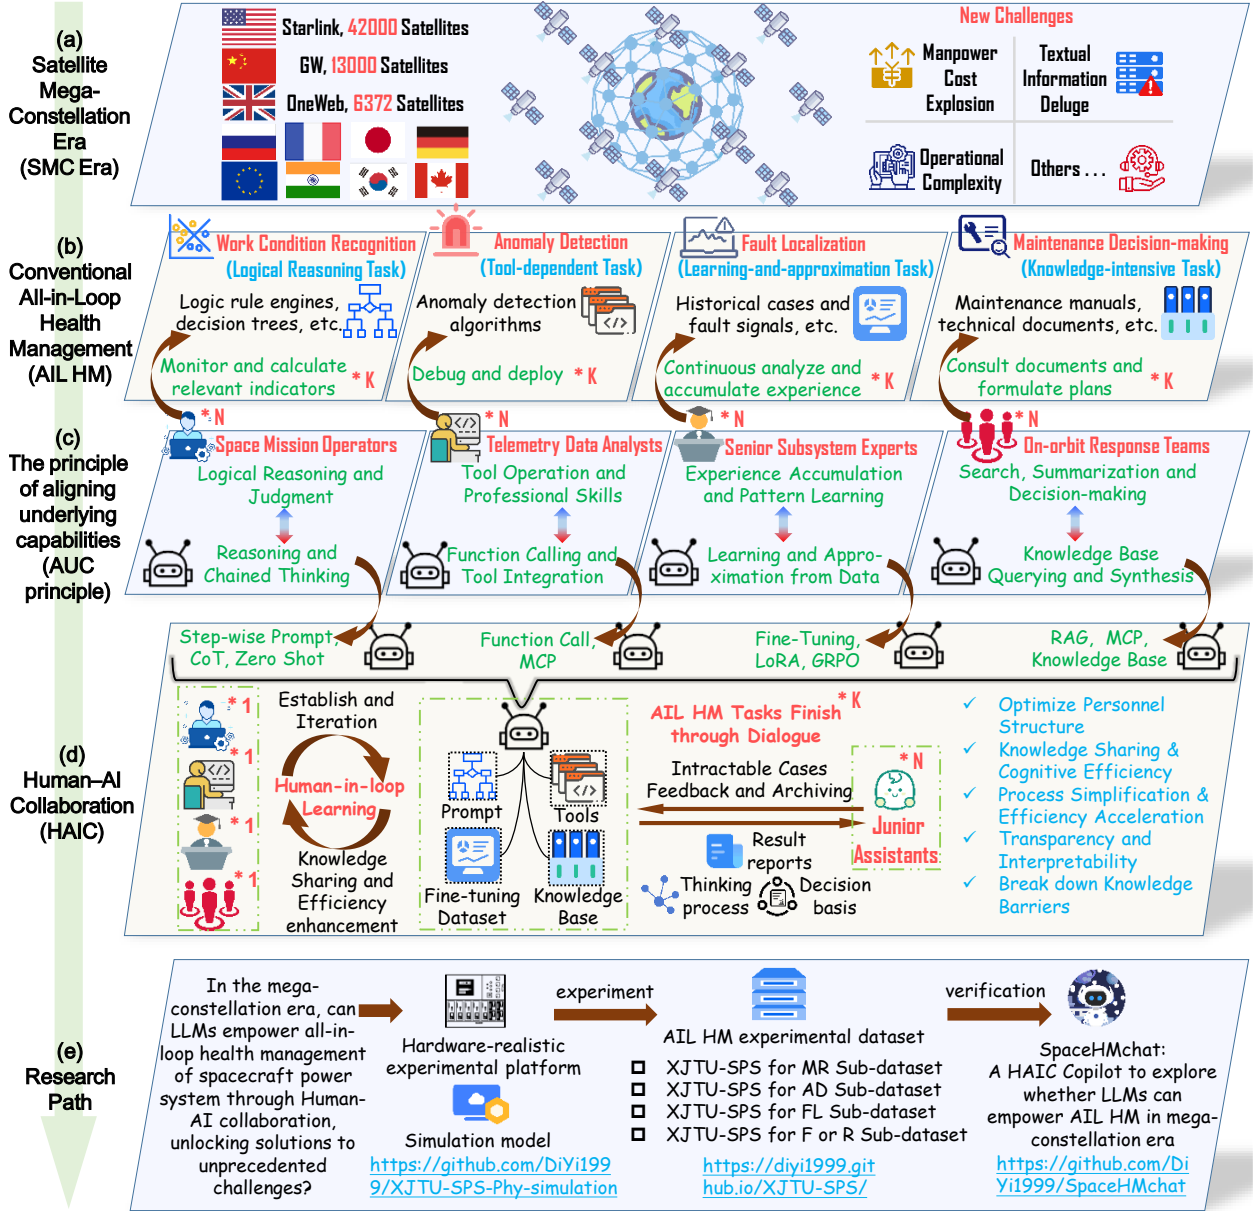 (a)
Satellite
Mega-
Constellation
Era
(SMC Era)
Starlink, 42000 Satellites
GW, 13000 Satellites
OneWeb, 6372 Satellites
New Challenges
Manpower
Cost
Explosion
Textual
Information
Deluge
Operational
Complexity
Others . . .
(b)
Conventional
All-in-Loop
Health
Management
(AIL HM)
Work Condition Recognition
(Logical Reasoning Task)
Logic rule engines,
decision trees, etc.
Monitor and calculate
relevant indicators
* K
* N
Anomaly Detection
(Tool-dependent Task)
Anomaly detection
algorithms
Debug and deploy
* K
* N
Fault Localization
(Learning-and-approximation Task)
Historical cases and
fault signals, etc.
Continuous analyze and
accumulate experience
* K
* N
Maintenance Decision-making
(Knowledge-intensive Task)
Maintenance manuals,
technical documents, etc.
Consult documents and
formulate plans
* K
* N
(c)
The principle
of aligning
underlying
capabilities
(AUC
principle)
Space Mission Operators
Logical Reasoning and
Judgment
Reasoning and
Chained Thinking
Telemetry Data Analysts
Tool Operation and
Professional Skills
Function Calling and
Tool Integration
Senior Subsystem Experts
Experience Accumulation
and Pattern Learning
Learning and Appro-
ximation from Data
On-orbit Response Teams
Search, Summarization and
Decision-making
Knowledge Base
Querying and Synthesis
(d)
Human–AI
Collaboration
(HAIC)
Step-wise Prompt,
CoT, Zero Shot
Function Call,
MCP
Fine-Tuning,
LoRA, GRPO
RAG, MCP,
Knowledge Base
* 1
* 1
* 1
* 1
Establish and
Iteration
Human-in-loop
Learning
Knowledge
Sharing and
Efficiency
enhancement
Prompt
Tools
Fine-tuning
Dataset
Knowledge
Base
AIL HM Tasks Finish
through Dialogue
* K
Intractable Cases
Feedback and Archiving
Result
reports
Thinking
process
Decision
basis
* N
Junior
Assistants
✓ Optimize Personnel
Structure
✓ Knowledge Sharing &
Cognitive Efficiency
✓ Process Simplification &
Efficiency Acceleration
✓ Transparency and
Interpretability
✓ Break down Knowledge
Barriers
(e)
Research
Path
In the mega-
constellation era, can
LLMs empower all-in-
loop health management
of spacecraft power
system through Human-
AI collaboration,
unlocking solutions to
unprecedented
challenges?
Hardware-realistic
experimental platform
Simulation model
https://github.com/DiYi199
9/XJTU-SPS-Phy-simulation
experiment
AIL HM experimental dataset
XJTU-SPS for MR Sub-dataset
XJTU-SPS for AD Sub-dataset
XJTU-SPS for FL Sub-dataset
XJTU-SPS for F or R Sub-dataset
https://diyi1999.git
hub.io/XJTU-SPS/
verification
SpaceHMchat:
A HAIC Copilot to explore
whether LLMs can
empower AIL HM in mega-
constellation era
https://github.com/Di
Yi1999/SpaceHMchat